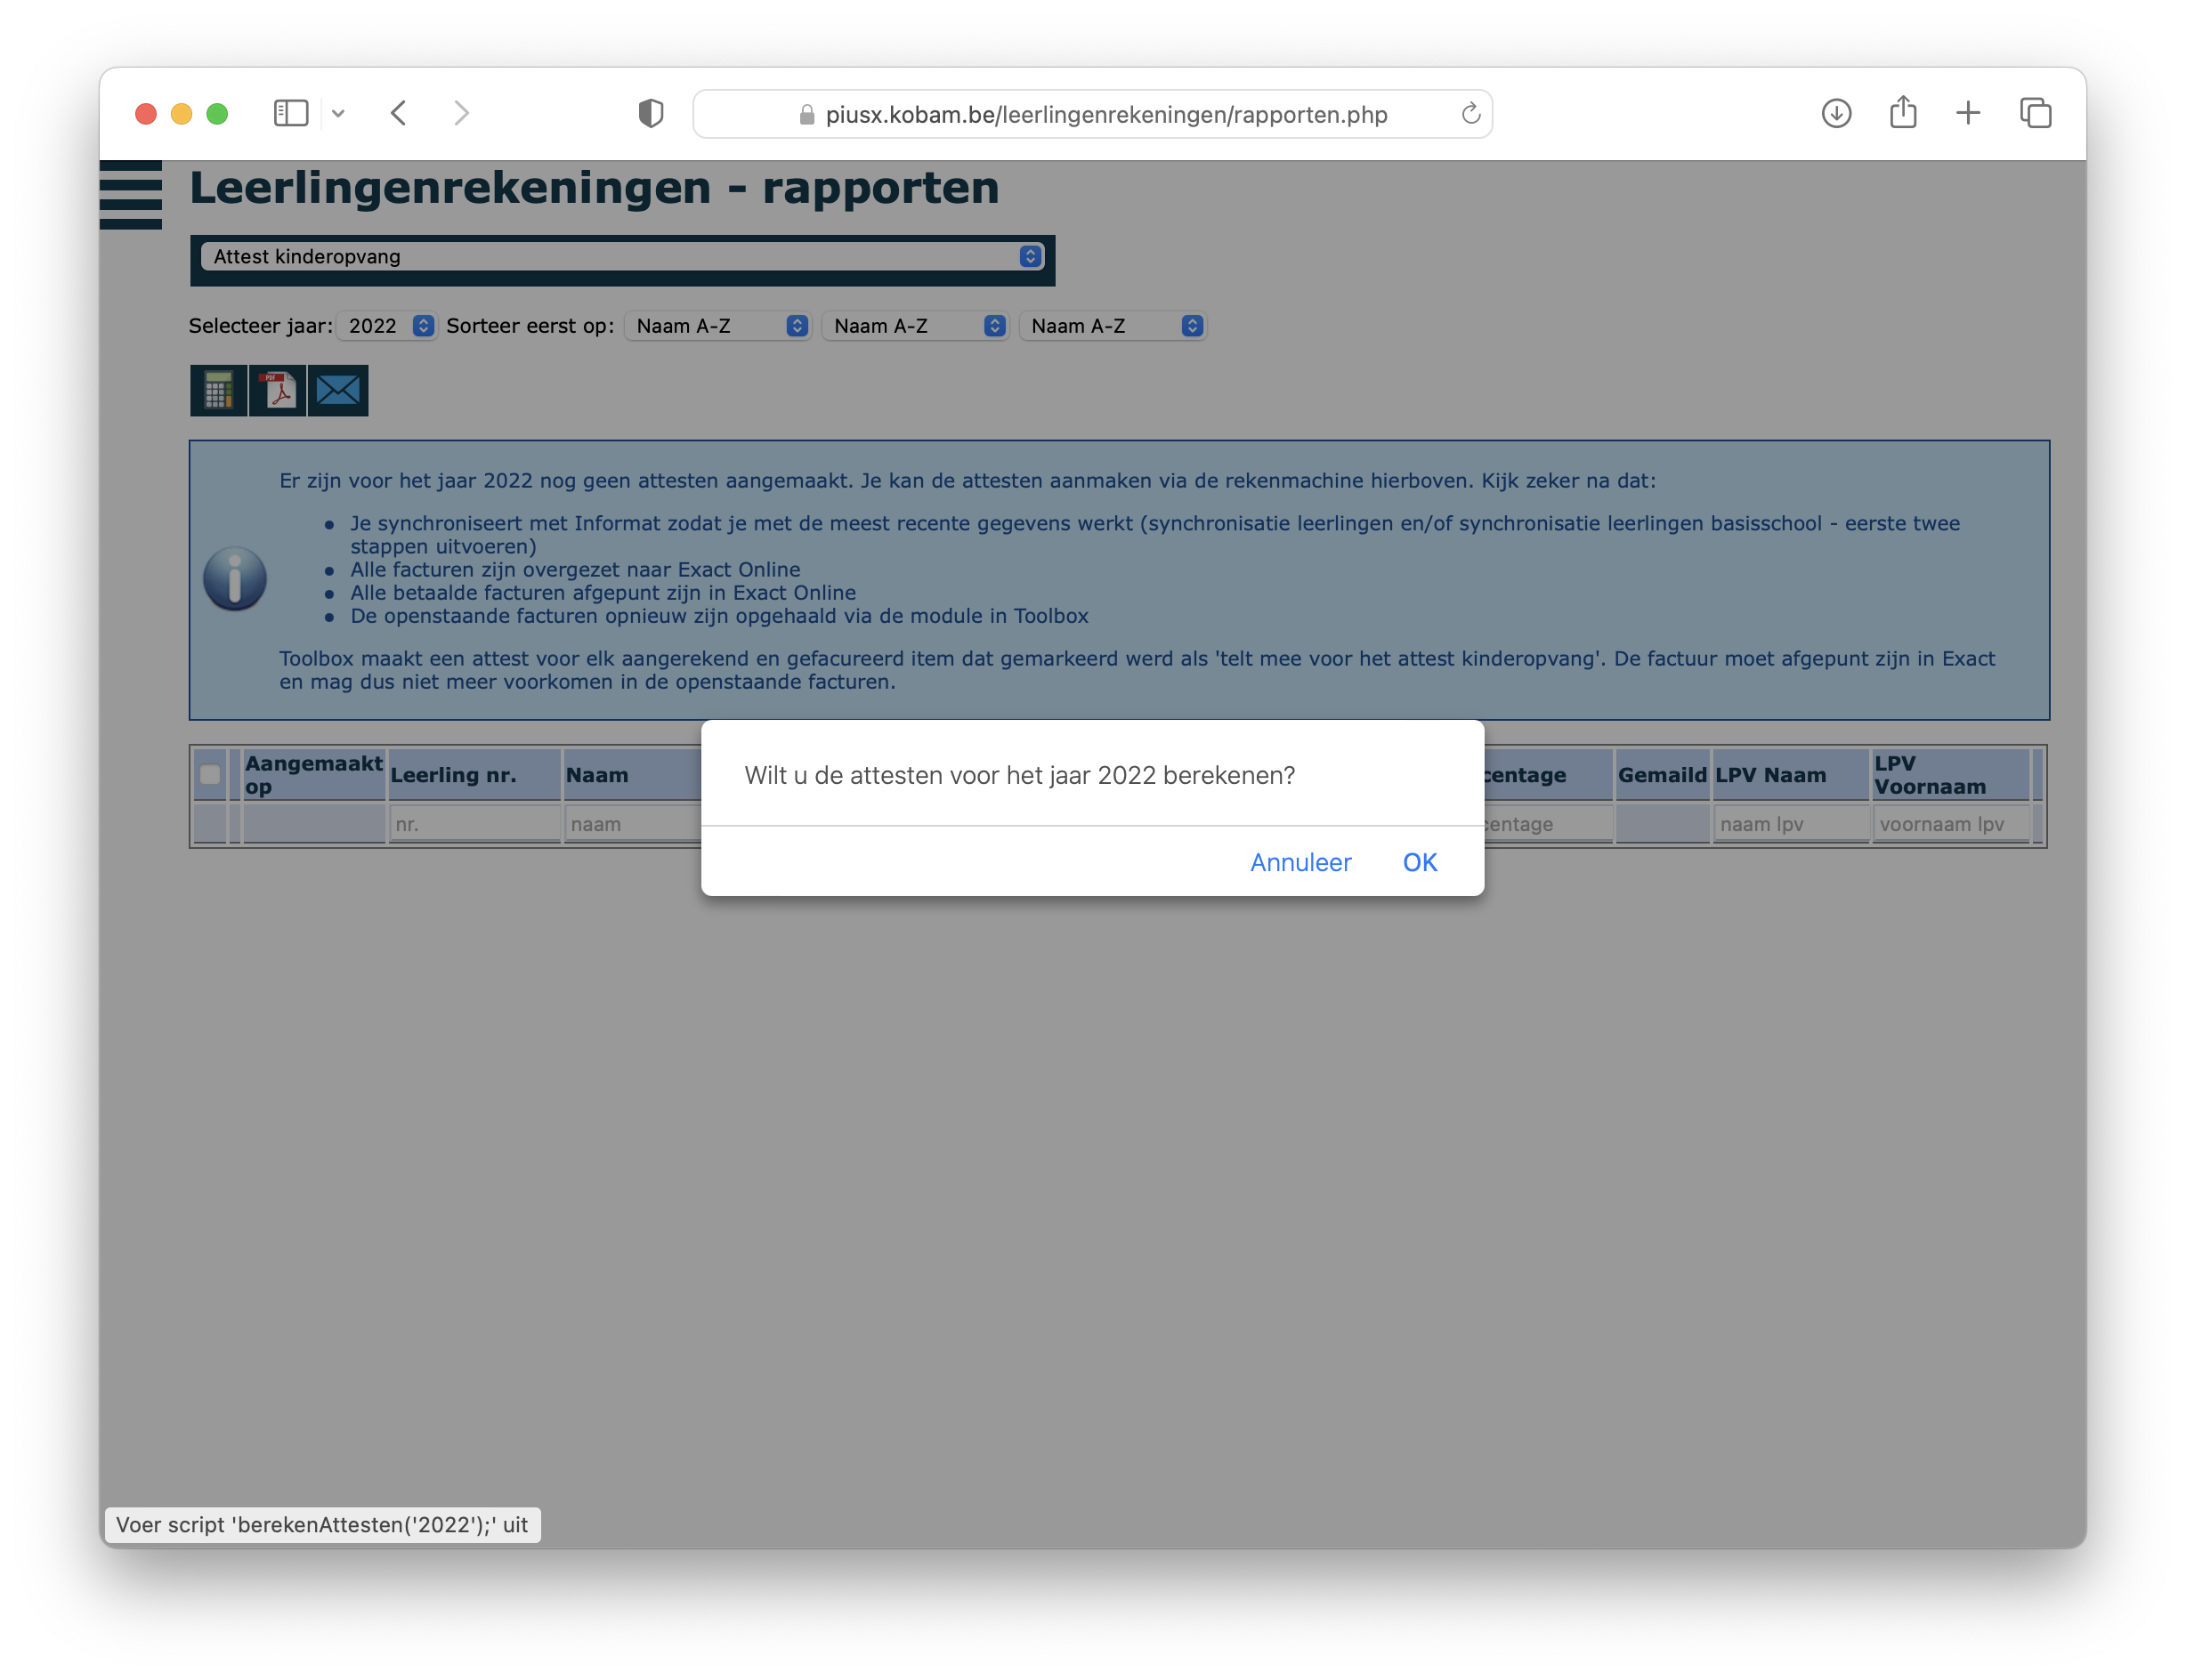 piusx.kobam.be/leerlingenrekeningen/rapporten.php
Leerlingenrekeningen - rapporten
Attest kinderopvang
Selecteer jaar: 2022 Sorteer eerst op: Naam A-Z Naam A-Z Naam A-Z
PDF
Er zijn voor het jaar 2022 nog geen attesten aangemaakt. Je kan de attesten aanmaken via de rekenmachine hierboven. Kijk zeker na dat:
• Je synchroniseert met Informat zodat je met de meest recente gegevens werkt (synchronisatie leerlingen en/of synchronisatie leerlingen basisschool - eerste twee
stappen uitvoeren)
• Alle facturen zijn overgezet naar Exact Online
• Alle betaalde facturen afgepunt zijn in Exact Online
• De openstaande facturen opnieuw zijn opgehaald via de module in Toolbox
Toolbox maakt een attest voor elk aangerekend en gefacureerd item dat gemarkeerd werd als 'telt mee voor het attest kinderopvang'. De factuur moet afgepunt zijn in Exact
en mag dus niet meer voorkomen in de openstaande facturen.
Aangemaakt op Leerling nr. Naam centage Gemaild LPV Naam LPV Voornaam
nr. naam centage naam lpv voornaam lpv
Wilt u de attesten voor het jaar 2022 berekenen?
Annuleer OK
Voer script 'berekenAttesten('2022');' uit